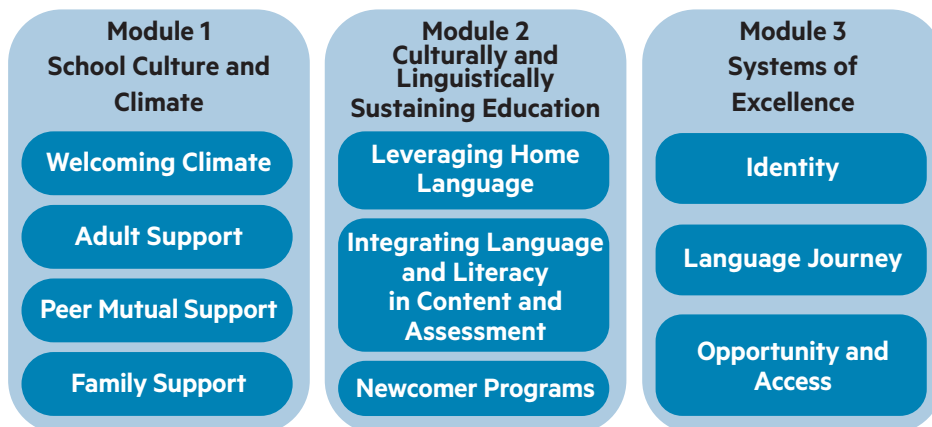 Module 1
School Culture and
Climate
Welcoming Climate
Adult Support
Peer Mutual Support
Family Support
Module 2
Culturally and
Linguistically
Sustaining Education
Leveraging Home
Language
Integrating Language
and Literacy
in Content and
Assessment
Newcomer Programs
Module 3
Systems of
Excellence
Identity
Language Journey
Opportunity and
Access